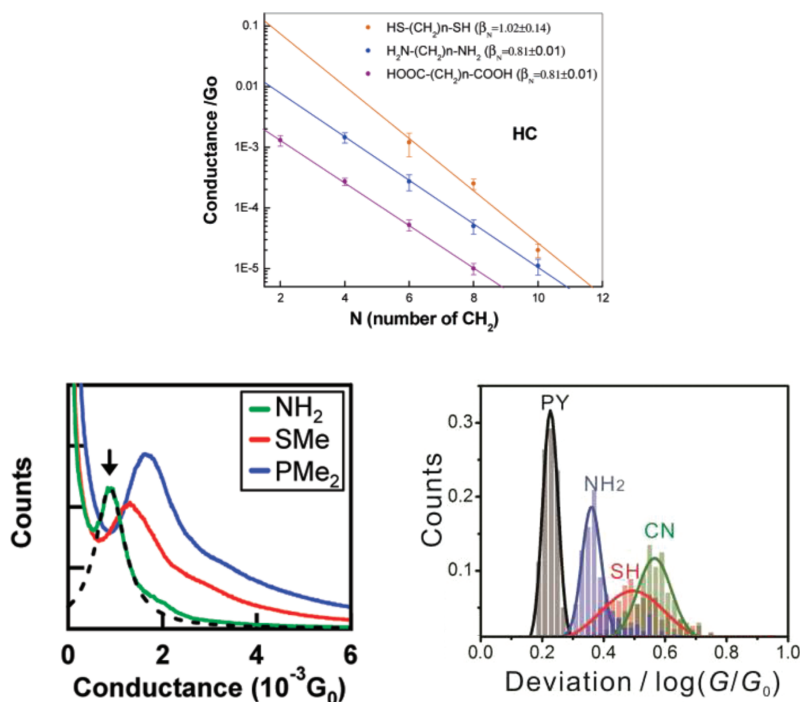 0.1
0.01
1E-3
1E-4
1E-5
Conductance /Go
HS-(CH₂)n-SH (βN=1.02±0.14)
H₂N-(CH₂)n-NH₂ (βN=0.81±0.01)
HOOC-(CH₂)n-COOH (βN=0.81±0.01)
HC
2 4 6 8 10 12
N (number of CH₂)
Counts
NH₂
SMe
PMe₂
0 2 4 6
Conductance (10⁻³G₀)
Counts
0.3
0.2
0.1
PY
NH₂
SH
CN
0.0 0.2 0.4 0.6 0.8 1.0
Deviation / log(G/G₀)